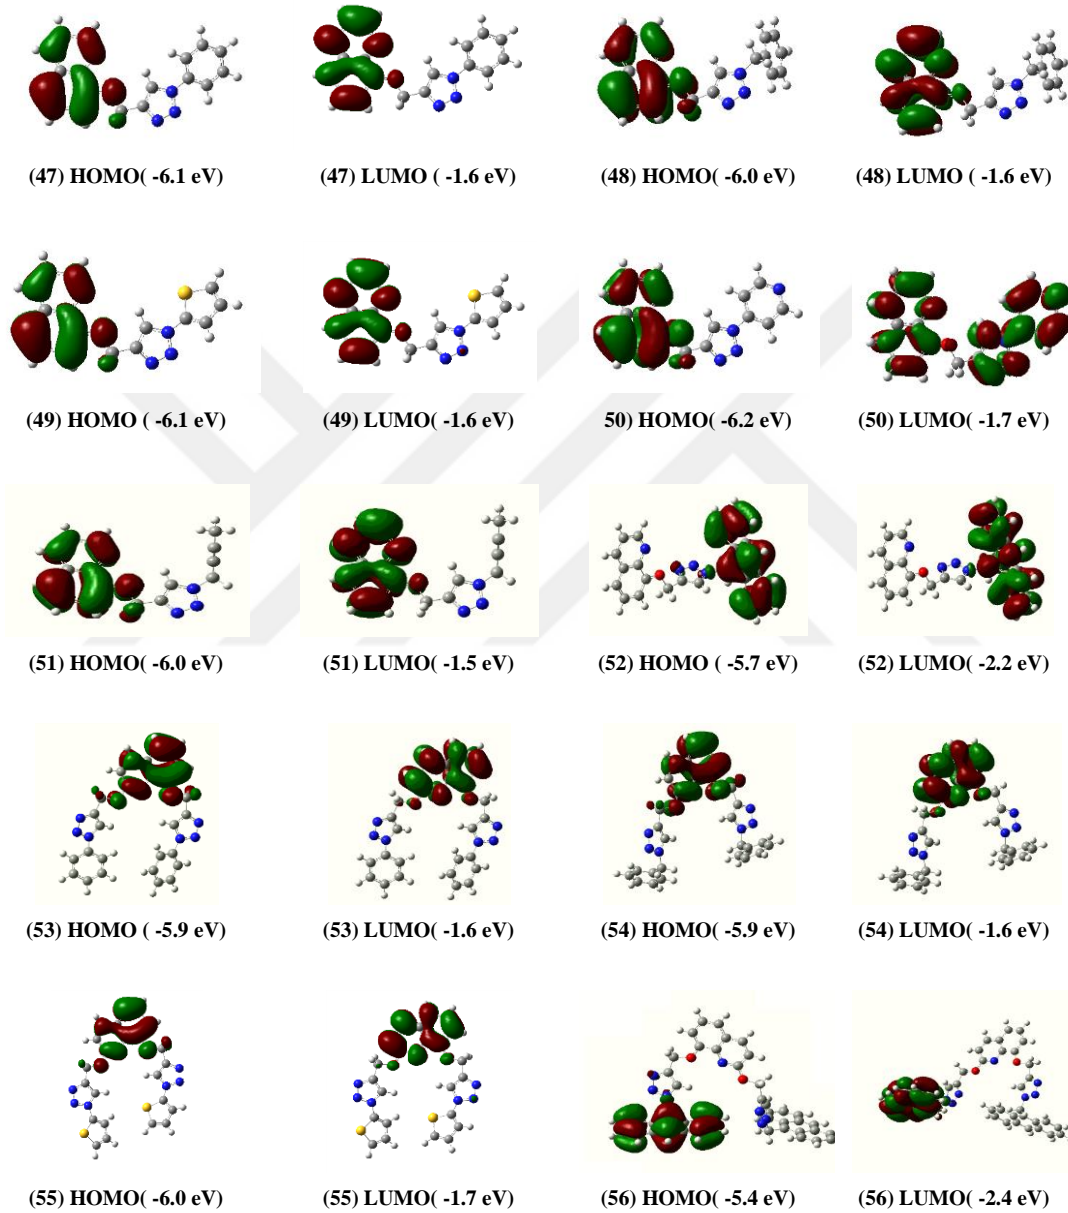 (47) HOMO( -6.1 eV) (47) LUMO ( -1.6 eV) (48) HOMO( -6.0 eV) (48) LUMO ( -1.6 eV)
(49) HOMO ( -6.1 eV) (49) LUMO( -1.6 eV) 50) HOMO( -6.2 eV) (50) LUMO( -1.7 eV)
(51) HOMO( -6.0 eV) (51) LUMO( -1.5 eV) (52) HOMO ( -5.7 eV) (52) LUMO( -2.2 eV)
(53) HOMO ( -5.9 eV) (53) LUMO( -1.6 eV) (54) HOMO( -5.9 eV) (54) LUMO( -1.6 eV)
(55) HOMO( -6.0 eV) (55) LUMO( -1.7 eV) (56) HOMO( -5.4 eV) (56) LUMO( -2.4 eV)